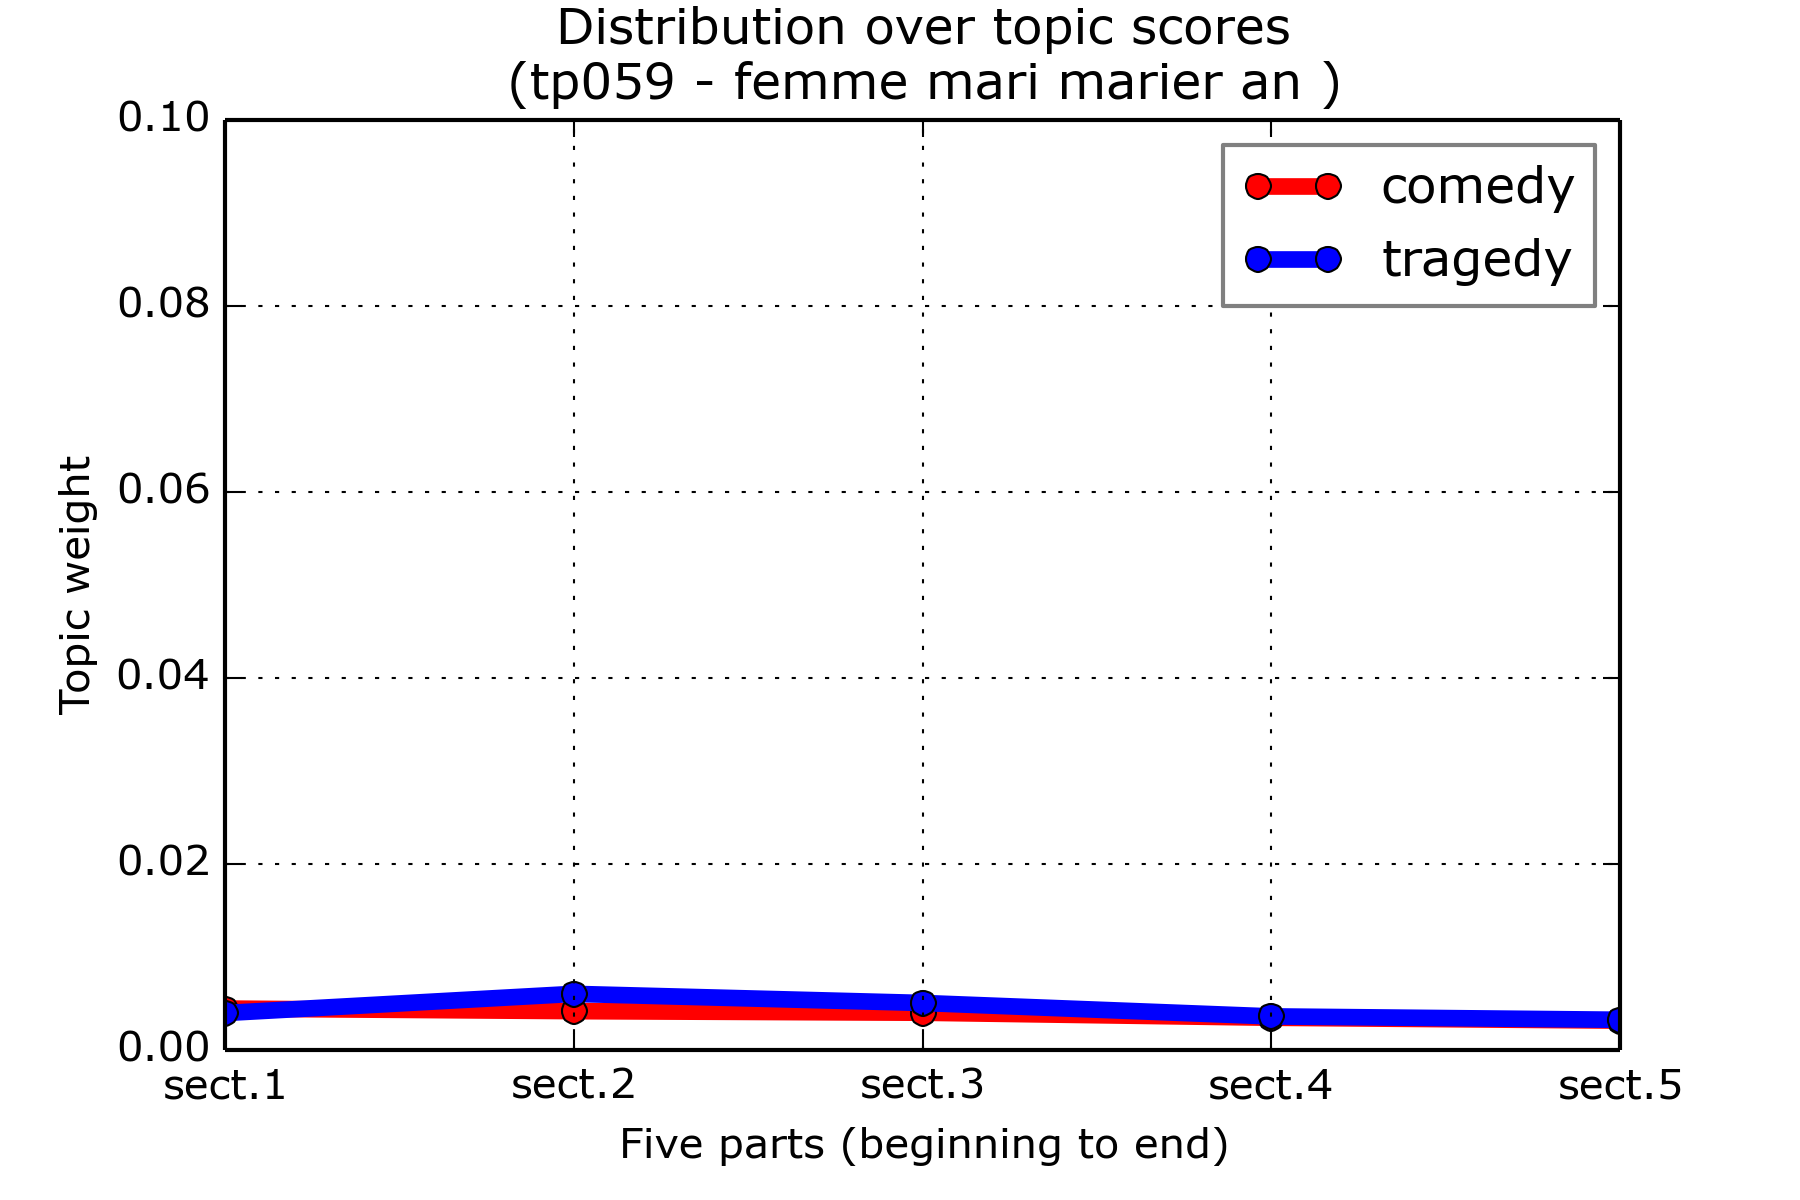 Distribution over topic scores
(tp059 - femme mari marier an )
0.10
0.08
0.06
0.04
0.02
0.00
Topic weight
comedy
tragedy
sect.1 sect.2 sect.3 sect.4 sect.5
Five parts (beginning to end)